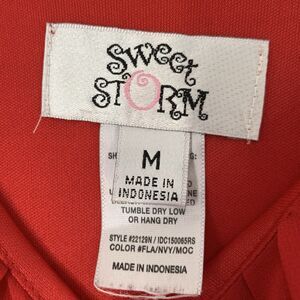 SWEEt
STORM
M
MADE IN
INDONESIA
TUMBLE DRY LOW
OR HANG DRY
STYLE #22129N / IDC150065RS
COLOR #FLA/NVY/MOC
MADE IN INDONESIA